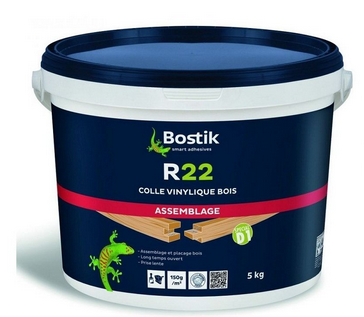 Bostik
smart adhesives
R22
COLLE VINYLIQUE BOIS
ASSEMBLAGE
D1
• Assemblage et placage bois
• Long temps ouvert
• Prise lente
150g
/m²
5 kg